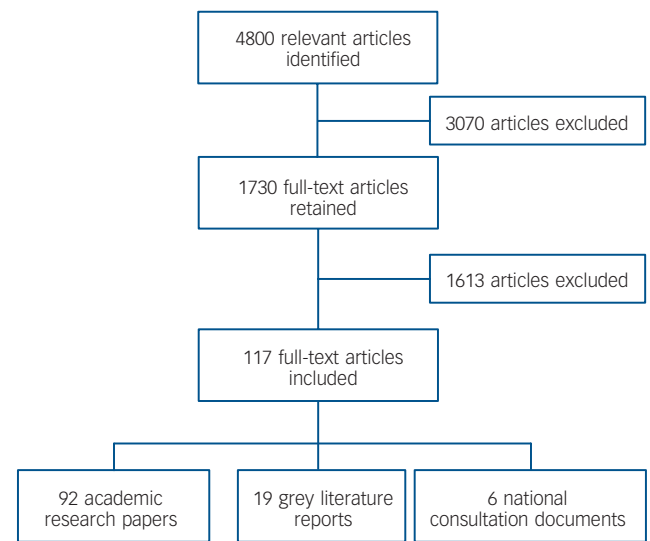 4800 relevant articles
identified
3070 articles excluded
1730 full-text articles
retained
1613 articles excluded
117 full-text articles
included
92 academic
research papers
19 grey literature
reports
6 national
consultation documents